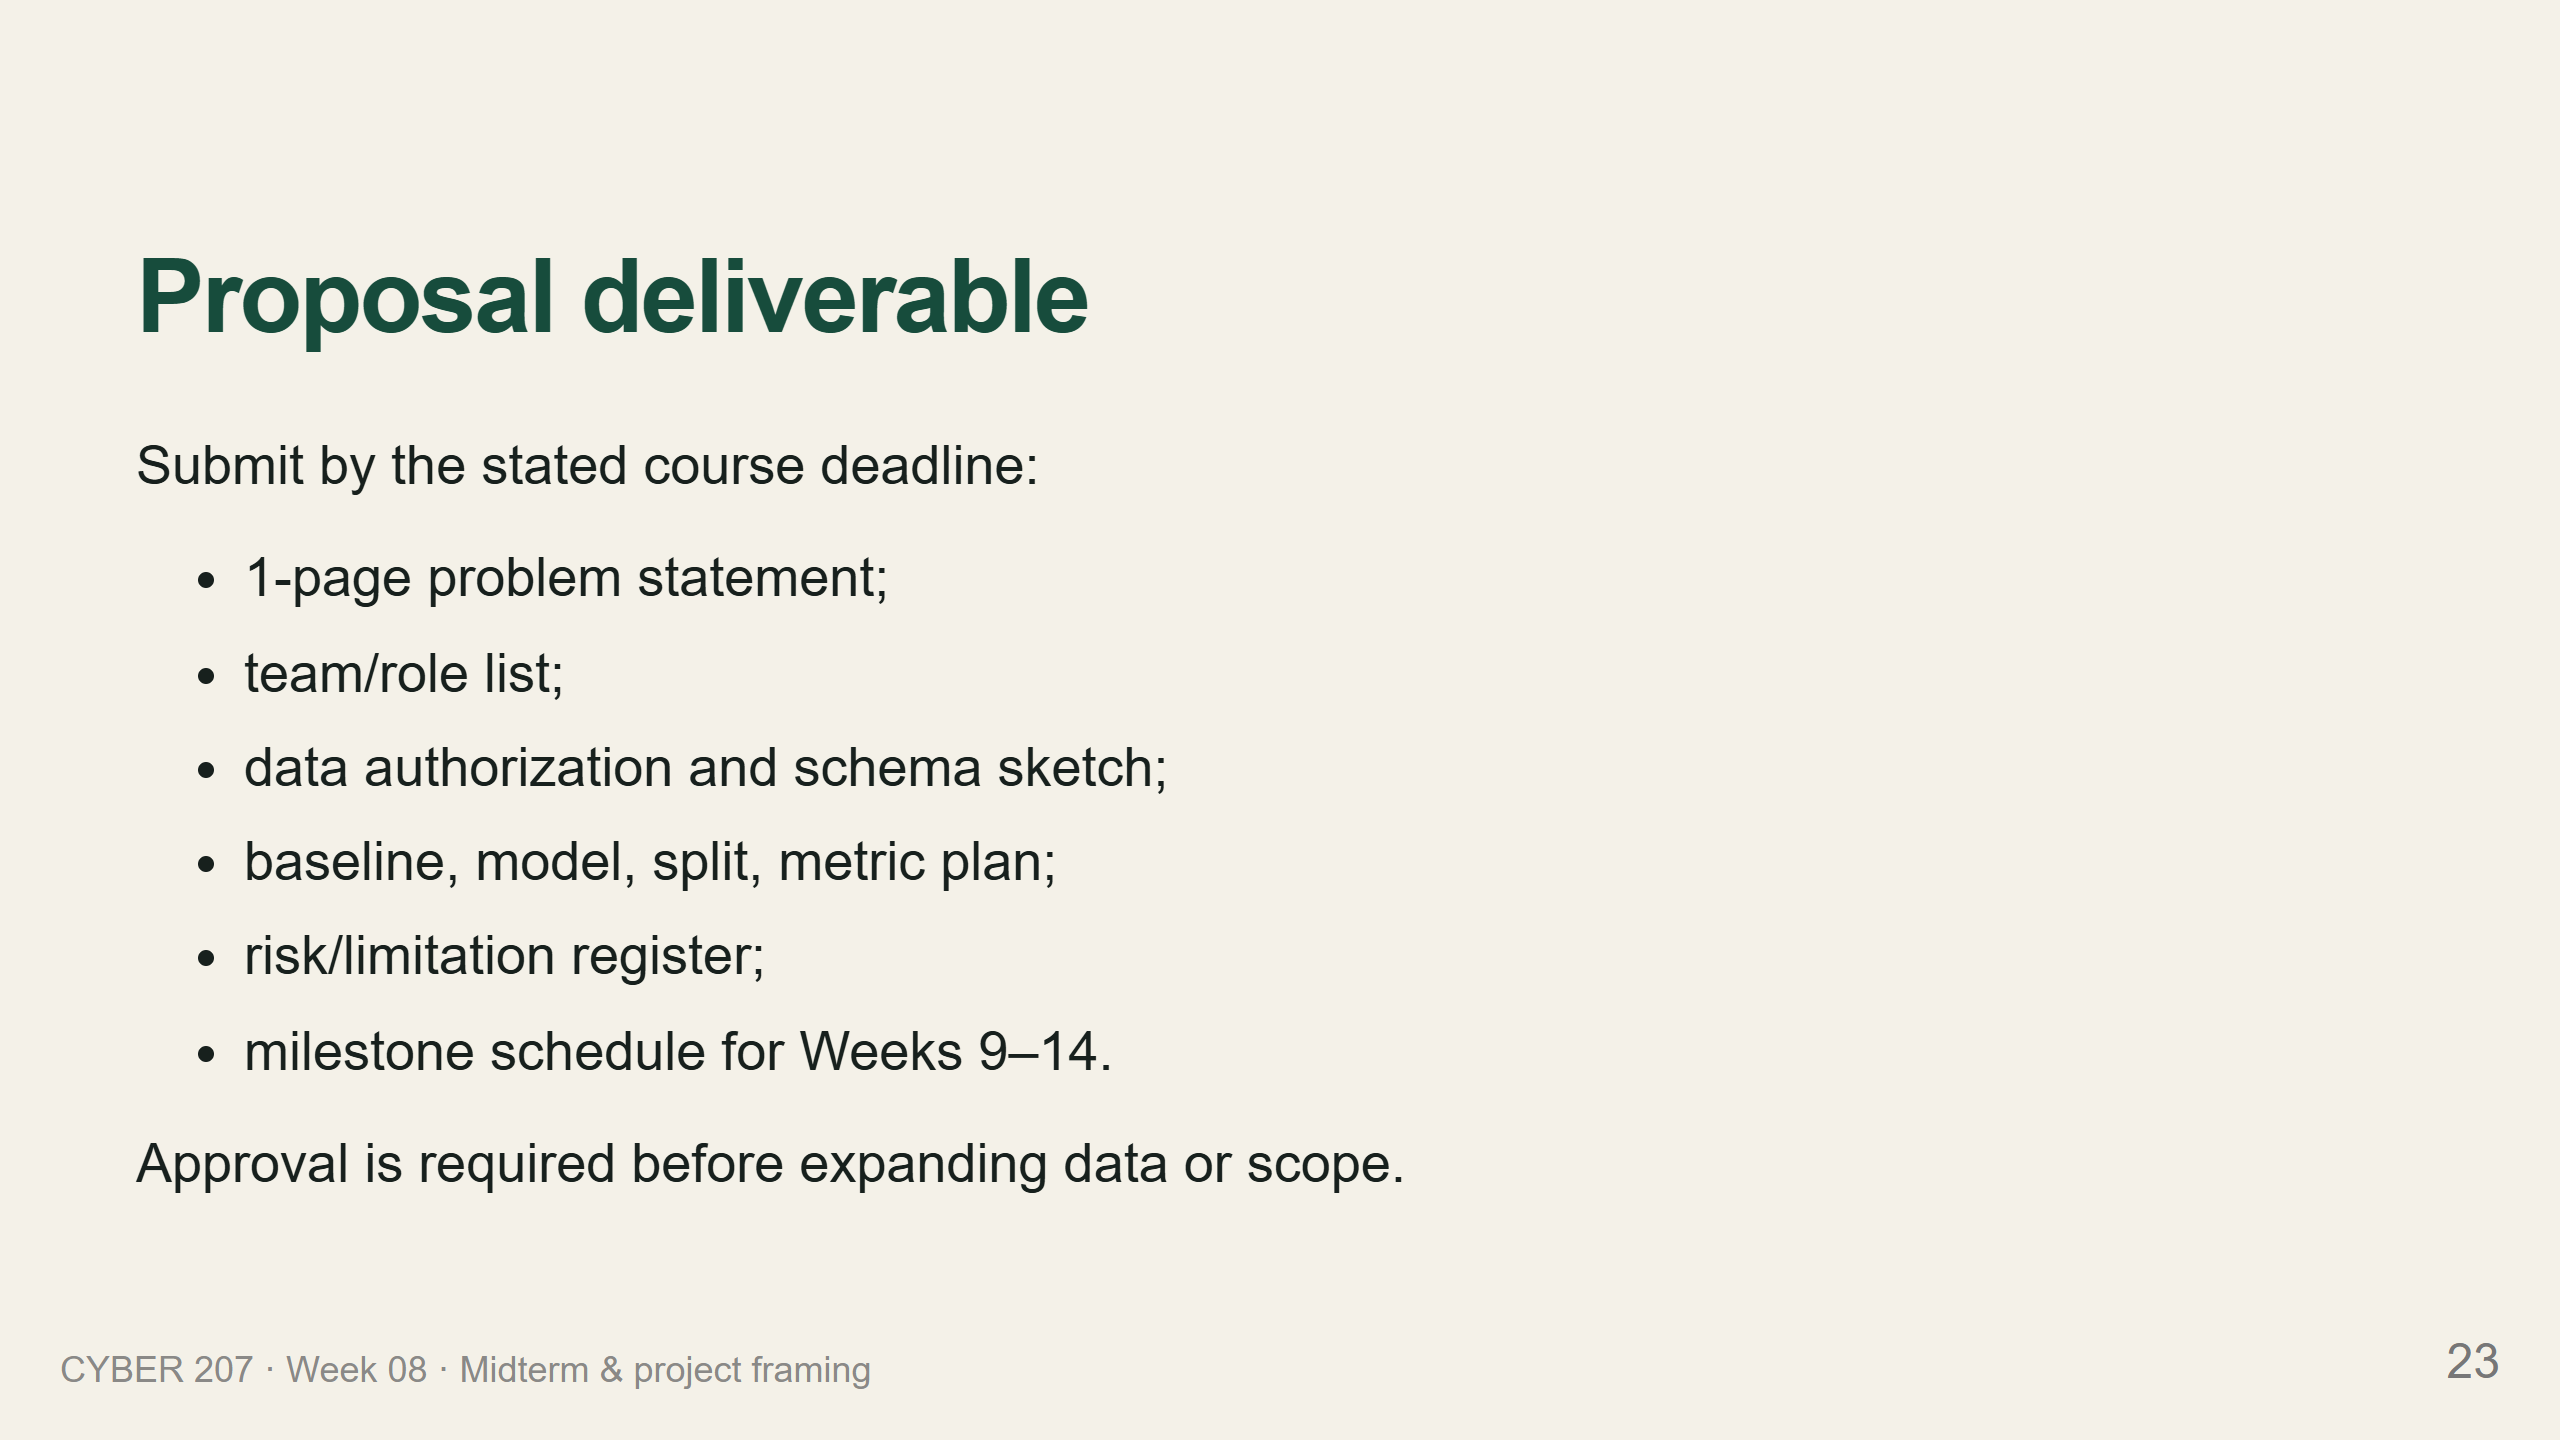 Proposal deliverable
Submit by the stated course deadline:
• 1-page problem statement;
• team/role list;
• data authorization and schema sketch;
• baseline, model, split, metric plan;
• risk/limitation register;
• milestone schedule for Weeks 9–14.
Approval is required before expanding data or scope.
CYBER 207 · Week 08 · Midterm & project framing
23